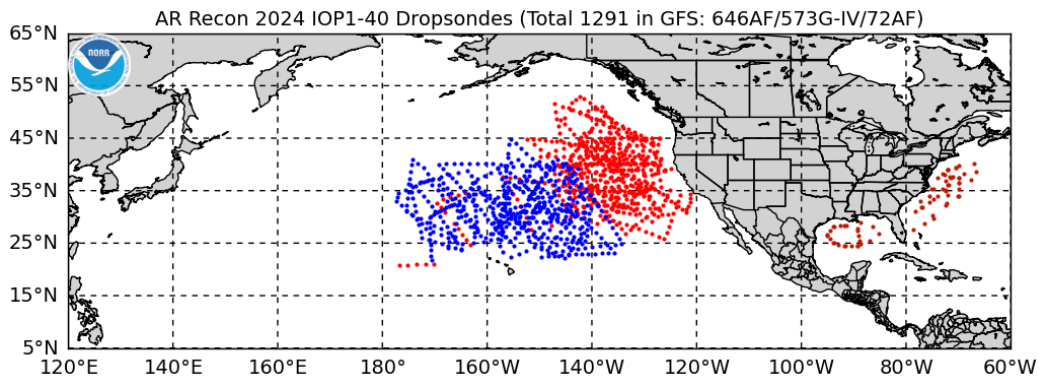 AR Recon 2024 IOP1-40 Dropsondes (Total 1291 in GFS: 646AF/573G-IV/72AF)
65°N
NOAA
55°N
45°N
35°N
25°N
15°N
5°N
120°E 140°E 160°E 180° 160°W 140°W 120°W 100°W 80°W 60°W